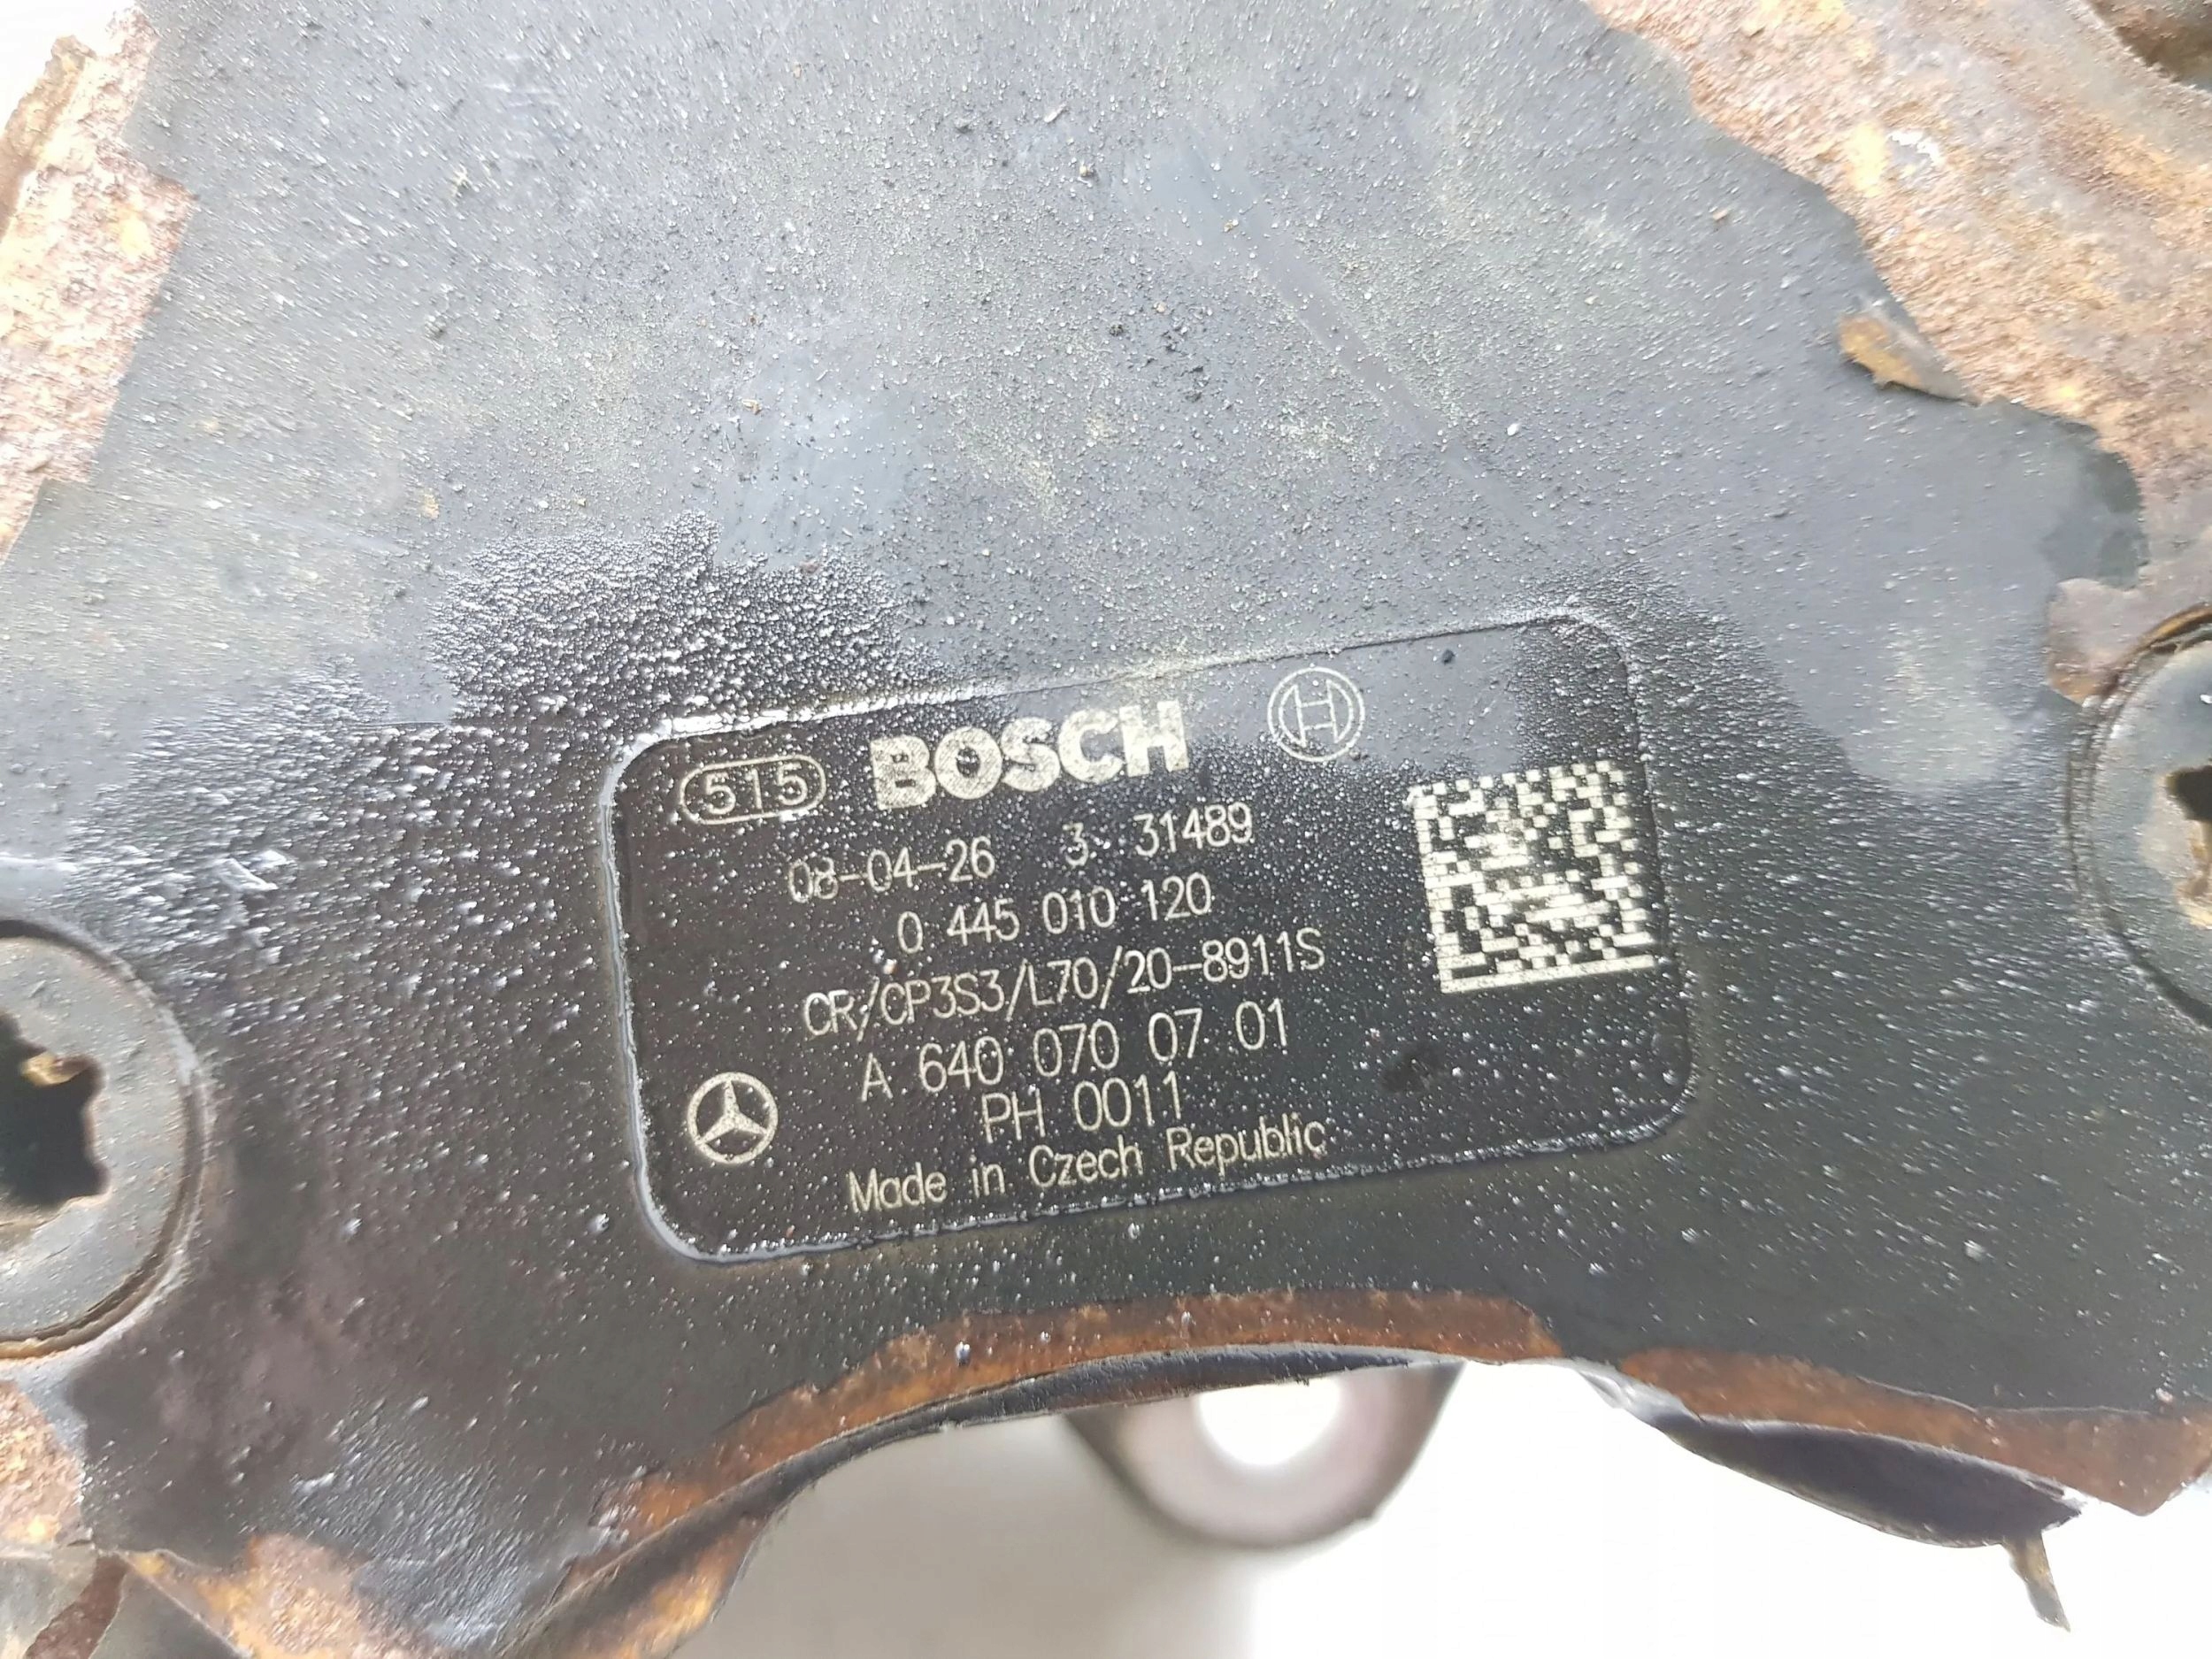 515 BOSCH
08-04-26 3 31489
0 445 010 120
CR/CP3S3/L70/20-8911S
A 640 070 07 01
PH 0011
Made in Czech Republic